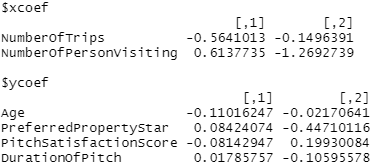 $xcoef
[,1] [,2]
NumberOfTrips -0.5641013 -0.1496391
NumberOfPersonVisiting 0.6137735 -1.2692739
$ycoef
[,1] [,2]
Age -0.11016247 -0.02170641
PreferredPropertyStar 0.08424074 -0.44710116
PitchSatisfactionScore -0.08142947 0.19930084
DurationOfPitch 0.01785757 -0.10595578